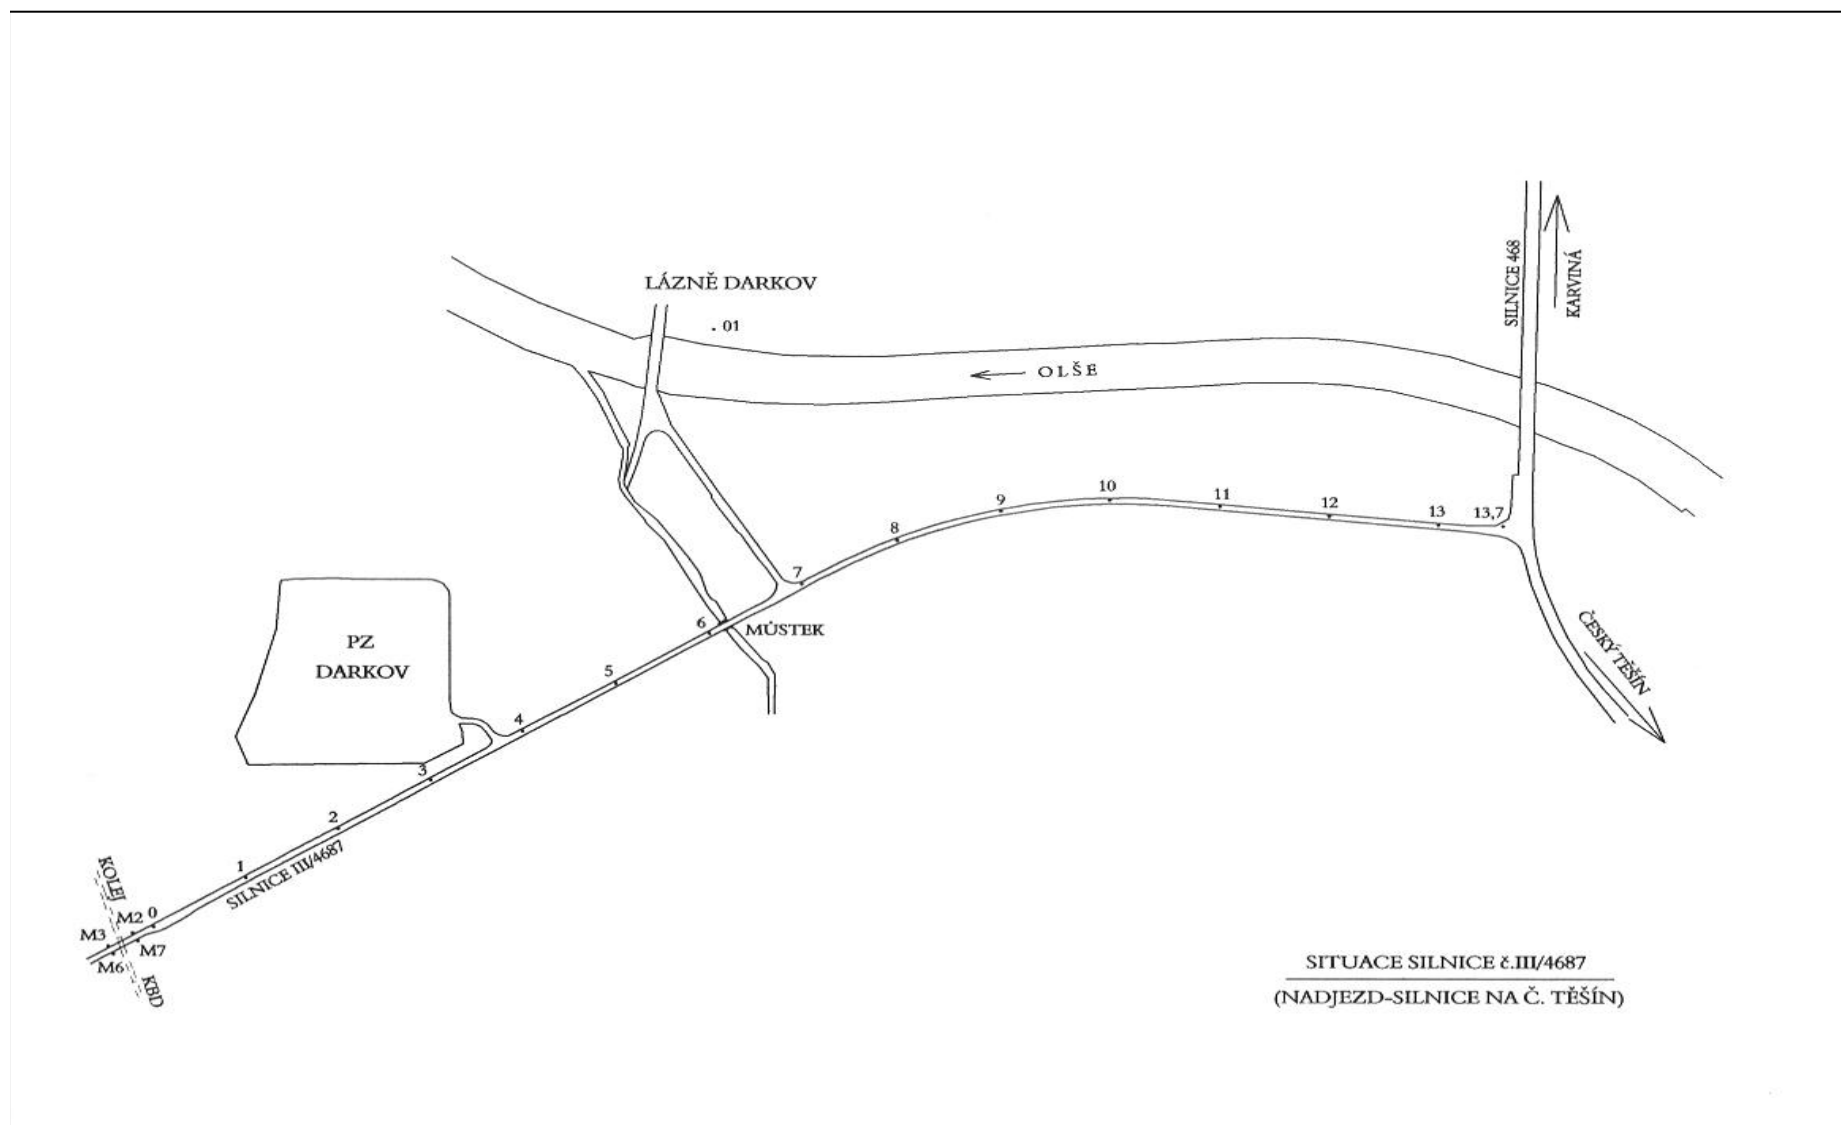 SILNICE 468
KARVINÁ
LÁZNĚ DARKOV
01
OLŠE
10
9
11
12
13
13,7
8
7
6
MŮSTEK
ČESKÝ TĚŠÍN
PZ
DARKOV
5
4
3
2
1
SILNICE III/4687
KOLEJ
M2
0
M3
M7
M6
KBD
SITUACE SILNICE č.III/4687
(NADJEZD-SILNICE NA Č. TĚŠÍN)